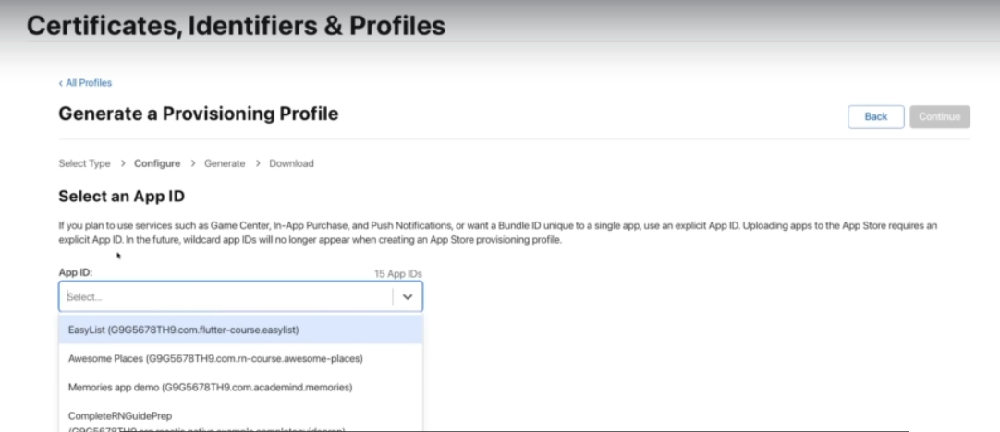 Certificates, Identifiers & Profiles
‹ All Profiles
Generate a Provisioning Profile
Back
Continue
Select Type > Configure > Generate > Download
Select an App ID
If you plan to use services such as Game Center, In-App Purchase, and Push Notifications, or want a Bundle ID unique to a single app, use an explicit App ID. Uploading apps to the App Store requires an
explicit App ID. In the future, wildcard app IDs will no longer appear when creating an App Store provisioning profile.
App ID:
15 App IDs
Select...
EasyList (G9G5678TH9.com.flutter-course.easylist)
Awesome Places (G9G5678TH9.com.rn-course.awesome-places)
Memories app demo (G9G5678TH9.com.academind.memories)
CompleteRNGuidePrep